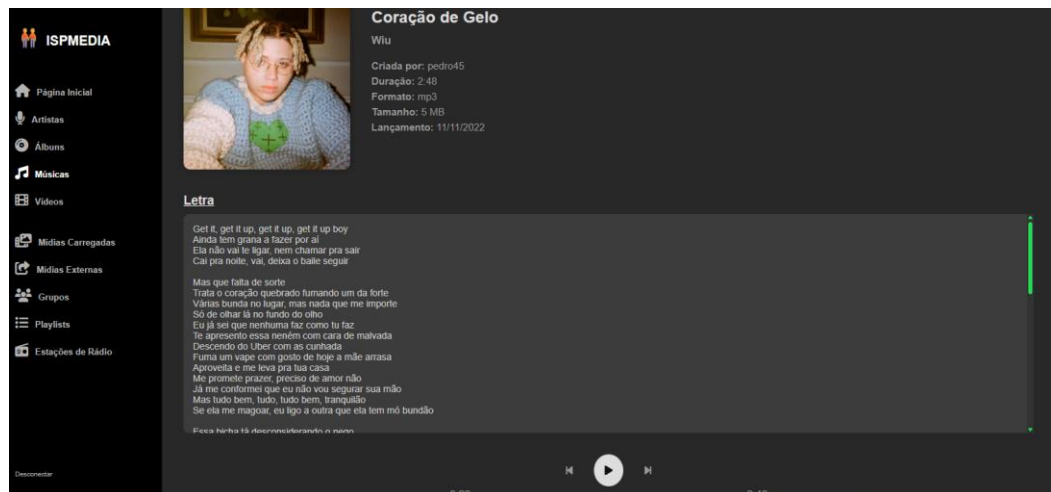 ISPMEDIA
Página Inicial
Artistas
Álbuns
Músicas
Vídeos
Mídias Carregadas
Mídias Externas
Grupos
Playlists
Estações de Rádio
Desconectar
Coração de Gelo
Wiu
Criada por: pedro45
Duração: 2:48
Formato: mp3
Tamanho: 5 MB
Lançamento: 11/11/2022
Letra
Get it, get it up, get it up, get it up boy
Ainda tem grana a fazer por aí
Ela não vai te ligar, nem chamar pra sair
Cai pra noite, vai, deixa o baile seguir
Mas que falta de sorte
Trata o coração quebrado fumando um da forte
Várias bunda no lugar, mas nada que me importe
Só de olhar lá no fundo do olho
Eu já sei que nenhuma faz como tu faz
Te apresento essa neném com cara de malvada
Descendo do Uber com as cunhada
Fuma um vape com gosto de hoje a mãe arrasa
Aproveita e me leva pra tua casa
Me promete prazer, preciso de amor não
Já me conformei que eu não vou segurar sua mão
Mas tudo bem, tudo, tudo bem, tranquilão
Se ela me magoar, eu ligo a outra que ela tem mó bundão
Essa bicha tá desconsiderando o nego